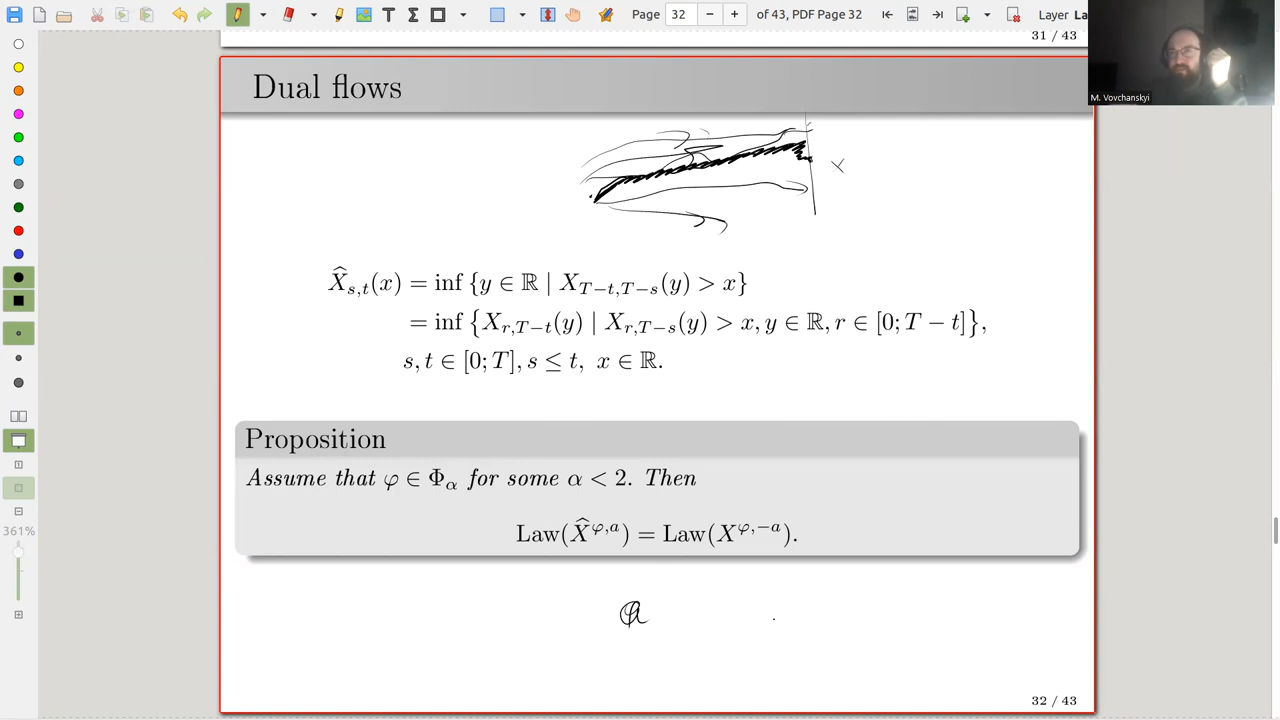 Page 32 of 43, PDF Page 32 Layer La
31 / 43
M. Vovchanskyi
Dual flows
x
X̂_{s,t}(x) = inf {y ∈ ℝ | X_{T−t,T−s}(y) > x}
= inf {X_{r,T−t}(y) | X_{r,T−s}(y) > x, y ∈ ℝ, r ∈ [0; T − t]},
s, t ∈ [0; T], s ≤ t, x ∈ ℝ.
Proposition
Assume that φ ∈ Φ_α for some α < 2. Then
Law(X̂^{φ,a}) = Law(X^{φ,−a}).
361%
32 / 43